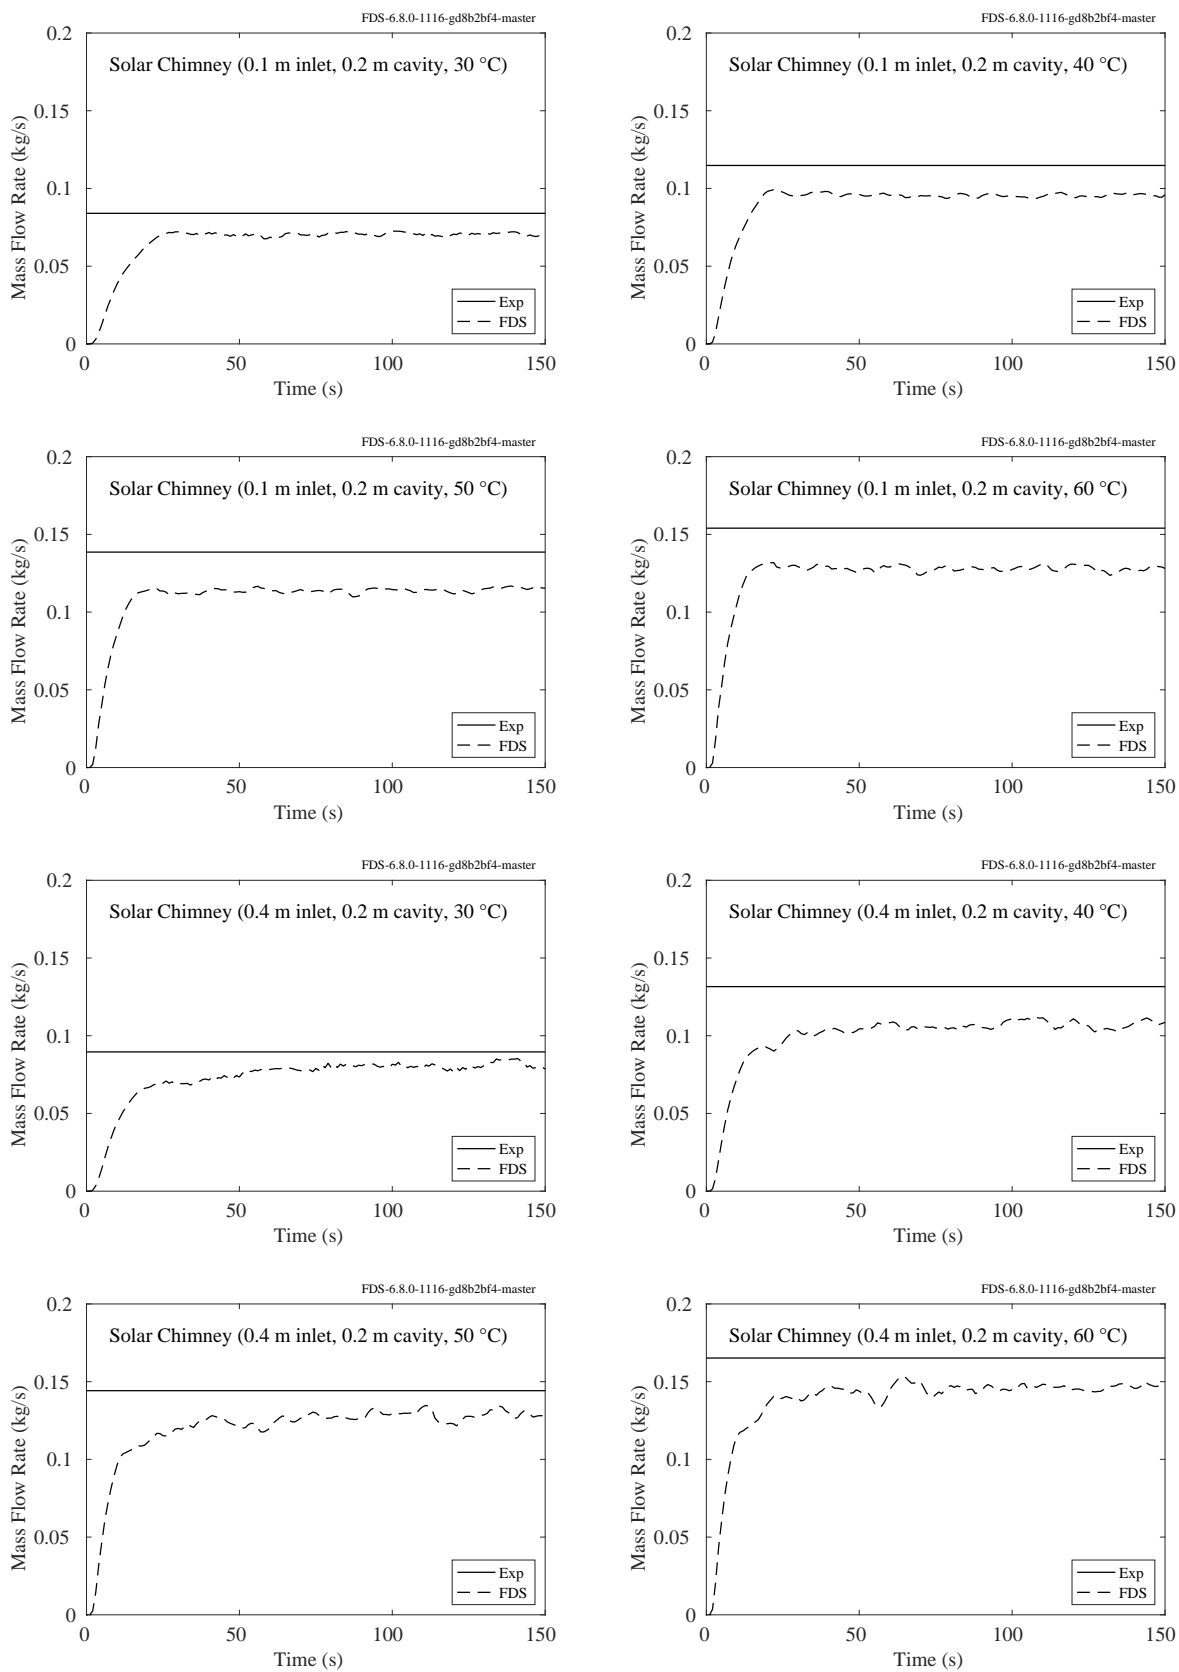 FDS-6.8.0-1116-gd8b2bf4-master
Solar Chimney (0.1 m inlet, 0.2 m cavity, 30 °C)
Mass Flow Rate (kg/s)
0.2
0.15
0.1
0.05
0
0 50 100 150
Time (s)
Exp
FDS
FDS-6.8.0-1116-gd8b2bf4-master
Solar Chimney (0.1 m inlet, 0.2 m cavity, 40 °C)
Mass Flow Rate (kg/s)
0.2
0.15
0.1
0.05
0
0 50 100 150
Time (s)
Exp
FDS
FDS-6.8.0-1116-gd8b2bf4-master
Solar Chimney (0.1 m inlet, 0.2 m cavity, 50 °C)
Mass Flow Rate (kg/s)
0.2
0.15
0.1
0.05
0
0 50 100 150
Time (s)
Exp
FDS
FDS-6.8.0-1116-gd8b2bf4-master
Solar Chimney (0.1 m inlet, 0.2 m cavity, 60 °C)
Mass Flow Rate (kg/s)
0.2
0.15
0.1
0.05
0
0 50 100 150
Time (s)
Exp
FDS
FDS-6.8.0-1116-gd8b2bf4-master
Solar Chimney (0.4 m inlet, 0.2 m cavity, 30 °C)
Mass Flow Rate (kg/s)
0.2
0.15
0.1
0.05
0
0 50 100 150
Time (s)
Exp
FDS
FDS-6.8.0-1116-gd8b2bf4-master
Solar Chimney (0.4 m inlet, 0.2 m cavity, 40 °C)
Mass Flow Rate (kg/s)
0.2
0.15
0.1
0.05
0
0 50 100 150
Time (s)
Exp
FDS
FDS-6.8.0-1116-gd8b2bf4-master
Solar Chimney (0.4 m inlet, 0.2 m cavity, 50 °C)
Mass Flow Rate (kg/s)
0.2
0.15
0.1
0.05
0
0 50 100 150
Time (s)
Exp
FDS
FDS-6.8.0-1116-gd8b2bf4-master
Solar Chimney (0.4 m inlet, 0.2 m cavity, 60 °C)
Mass Flow Rate (kg/s)
0.2
0.15
0.1
0.05
0
0 50 100 150
Time (s)
Exp
FDS